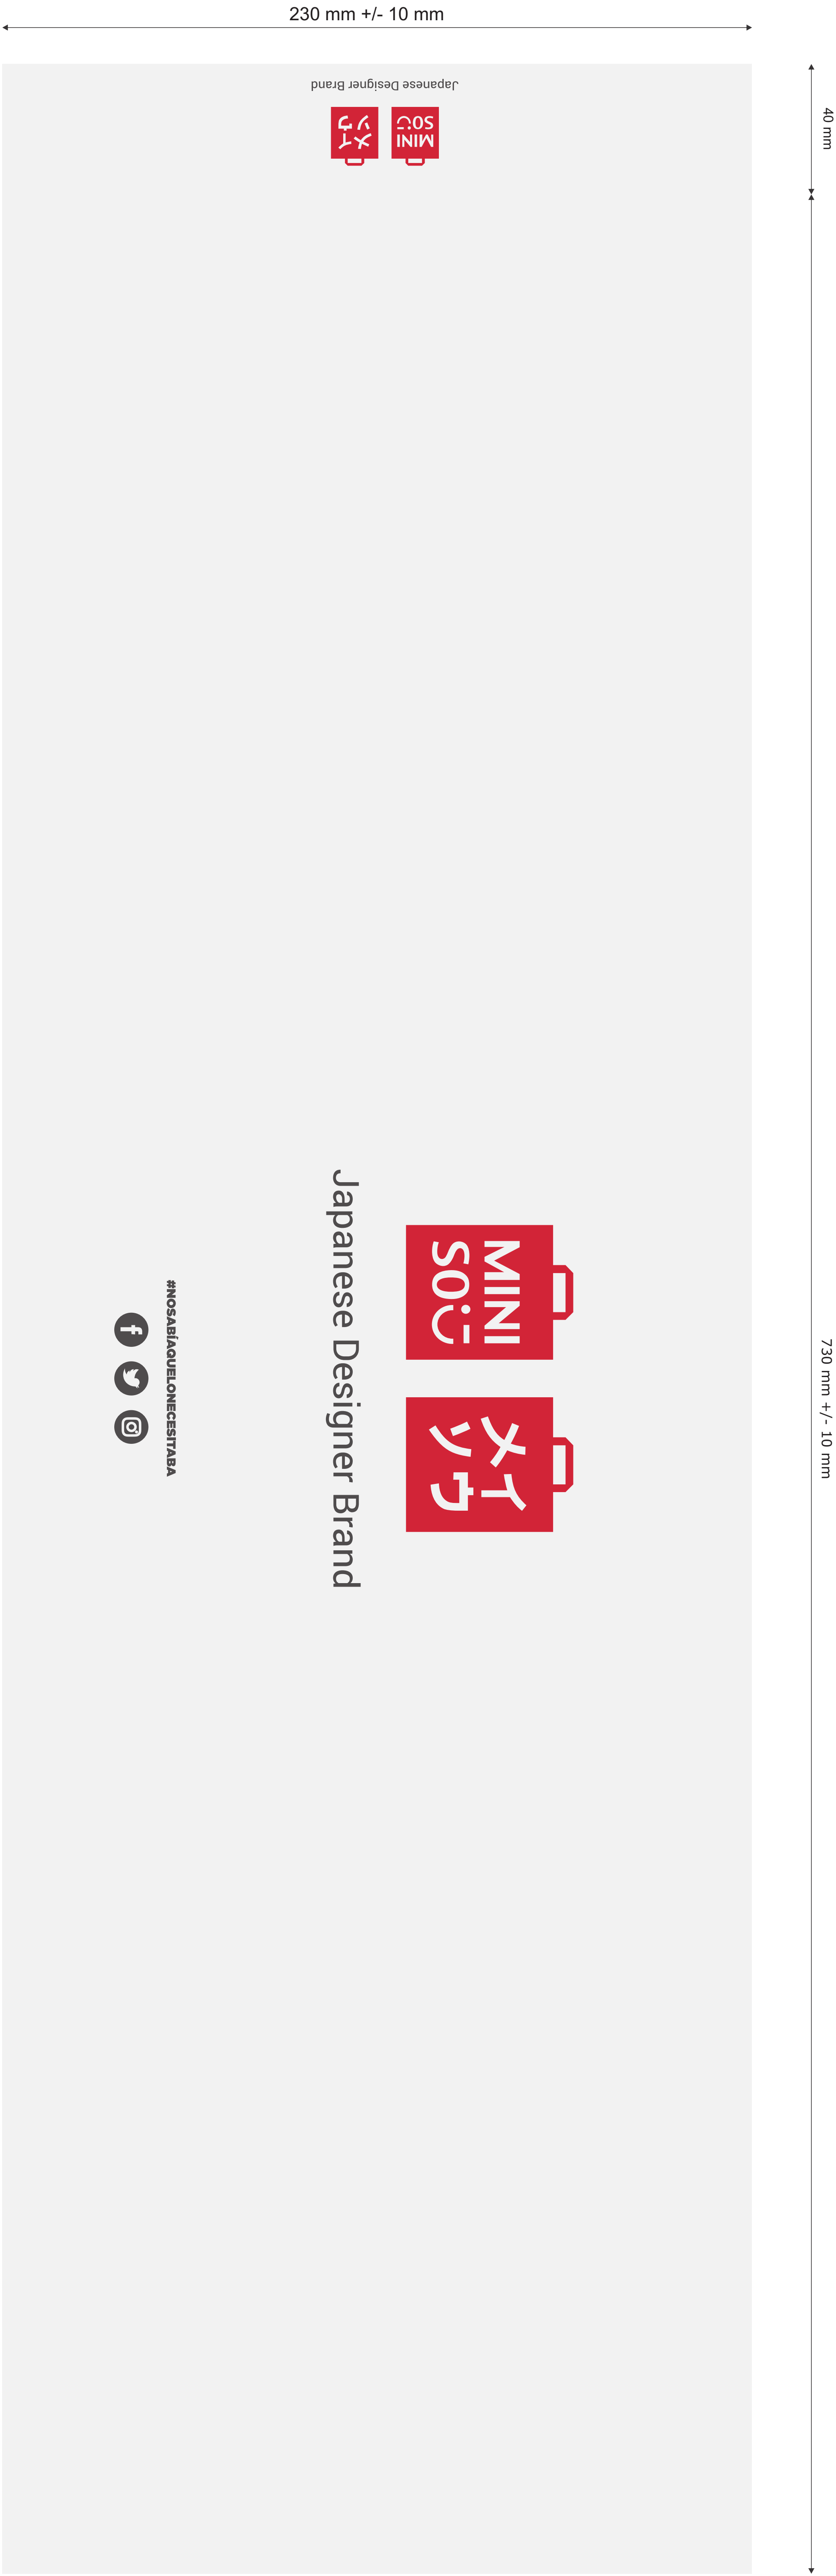 230 mm +/- 10 mm
40 mm
Japanese Designer Brand
MINI
SO
メイ
ソウ
730 mm +/- 10 mm
MINI
SO
メイ
ソウ
Japanese Designer Brand
#NOSABÍAQUELONECESITABA